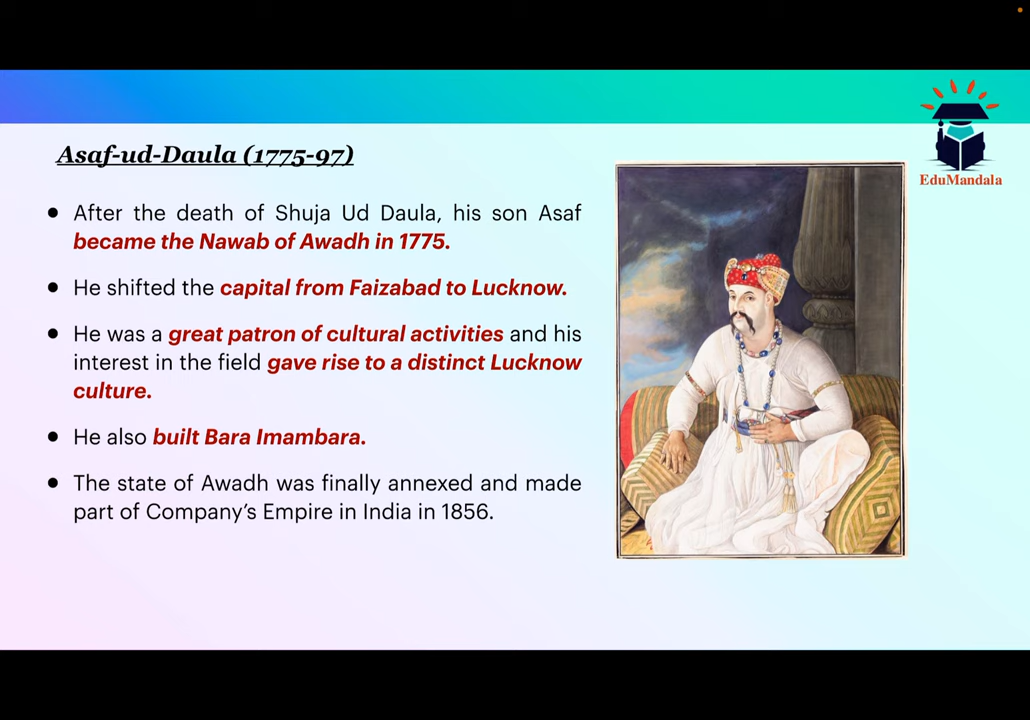 EduMandala
Asaf-ud-Daula (1775-97)
● After the death of Shuja Ud Daula, his son Asaf
became the Nawab of Awadh in 1775.
● He shifted the capital from Faizabad to Lucknow.
● He was a great patron of cultural activities and his
interest in the field gave rise to a distinct Lucknow
culture.
● He also built Bara Imambara.
● The state of Awadh was finally annexed and made
part of Company’s Empire in India in 1856.